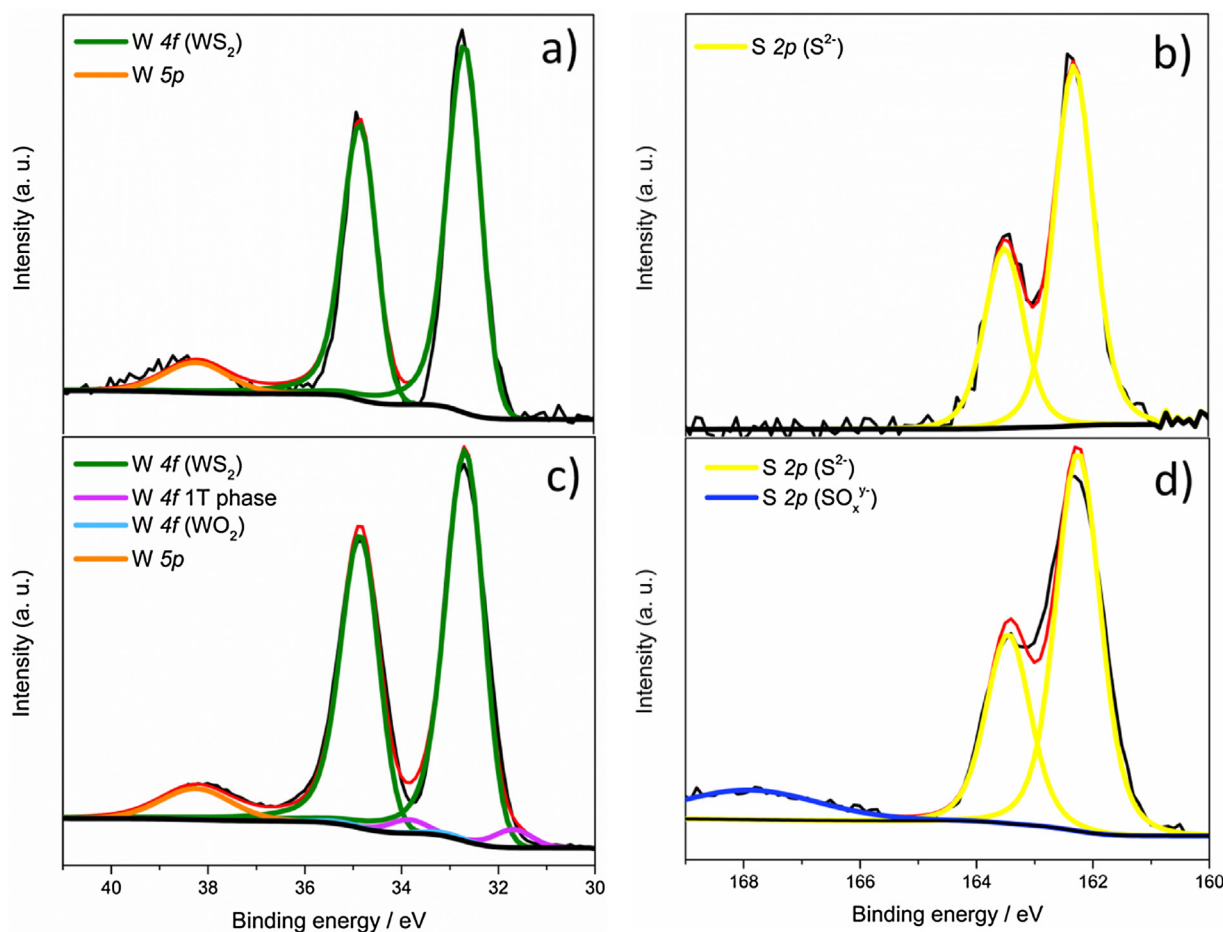 W 4f (WS₂)
W 5p
a)
Intensity (a. u.)
S 2p (S²⁻)
b)
Intensity (a. u.)
W 4f (WS₂)
W 4f 1T phase
W 4f (WO₂)
W 5p
c)
Intensity (a. u.)
40 38 36 34 32 30
Binding energy / eV
S 2p (S²⁻)
S 2p (SOₓʸ⁻)
d)
Intensity (a. u.)
168 166 164 162 160
Binding energy / eV